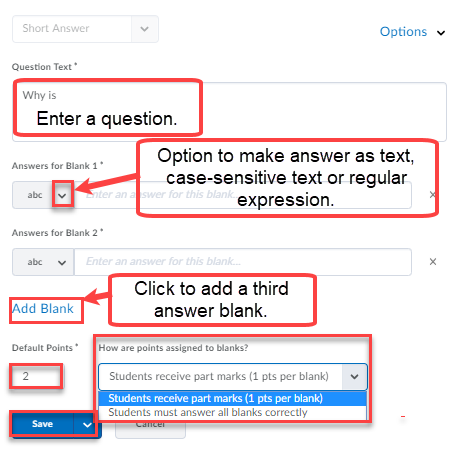 Short Answer
Options
Question Text *
Why is
Enter a question.
Option to make answer as text,
case-sensitive text or regular
expression.
Answers for Blank 1 *
abc
Enter an answer for this blank... ×
Answers for Blank 2 *
abc
Enter an answer for this blank... ×
Click to add a third
answer blank.
Add Blank
Default Points *
How are points assigned to blanks?
2
Students receive part marks (1 pts per blank)
Students receive part marks (1 pts per blank)
Students must answer all blanks correctly
Save
Cancel